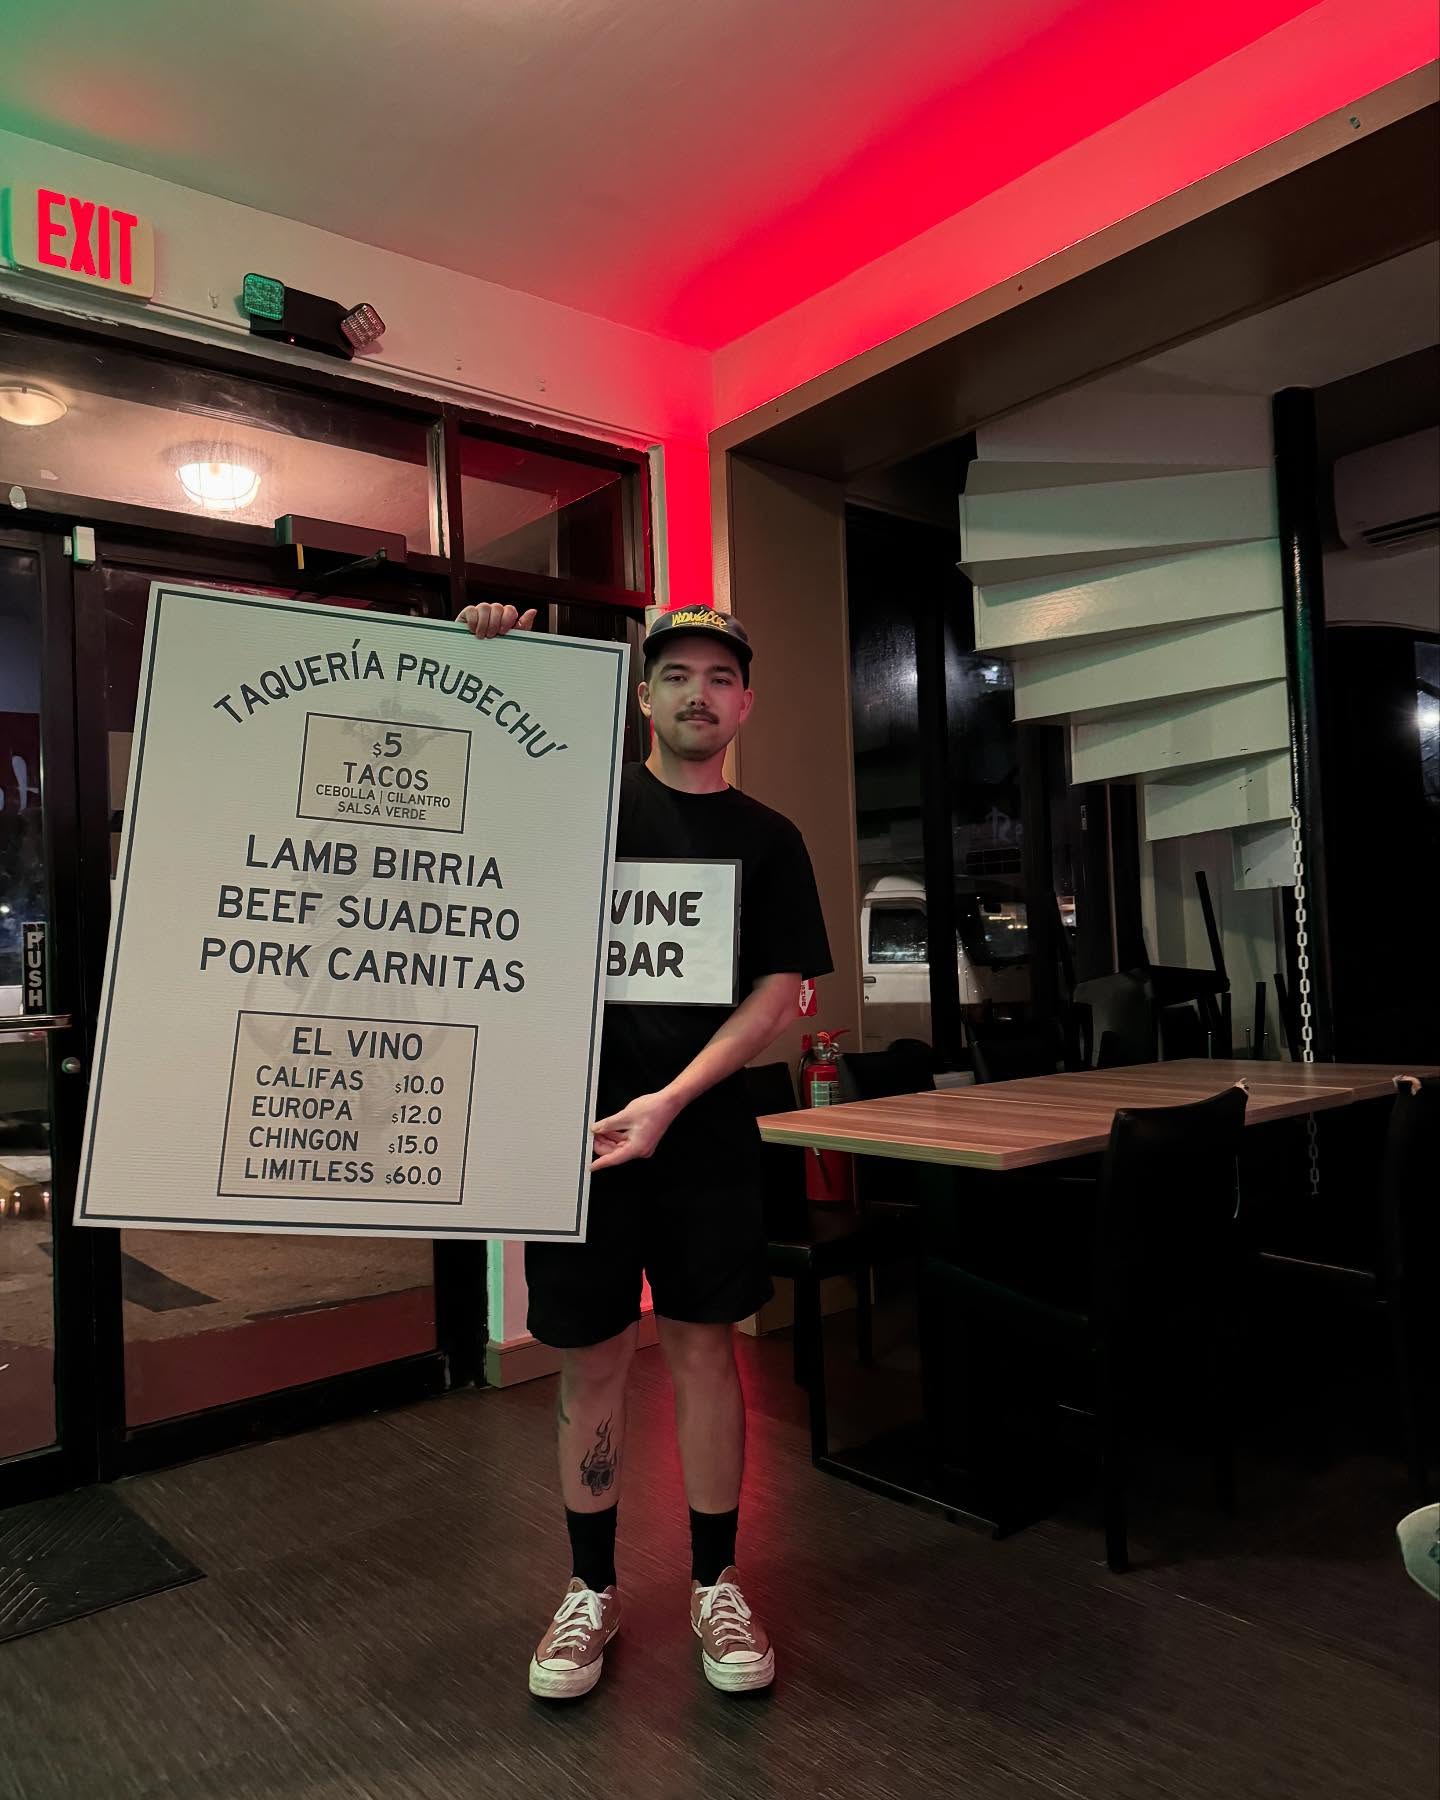 EXIT
TAQUERÍA PRUBECHÚ
$5
TACOS
CEBOLLA | CILANTRO
SALSA VERDE
LAMB BIRRIA
BEEF SUADERO
PORK CARNITAS
EL VINO
CALIFAS $10.0
EUROPA $12.0
CHINGON $15.0
LIMITLESS $60.0
VINE
BAR
PUSH